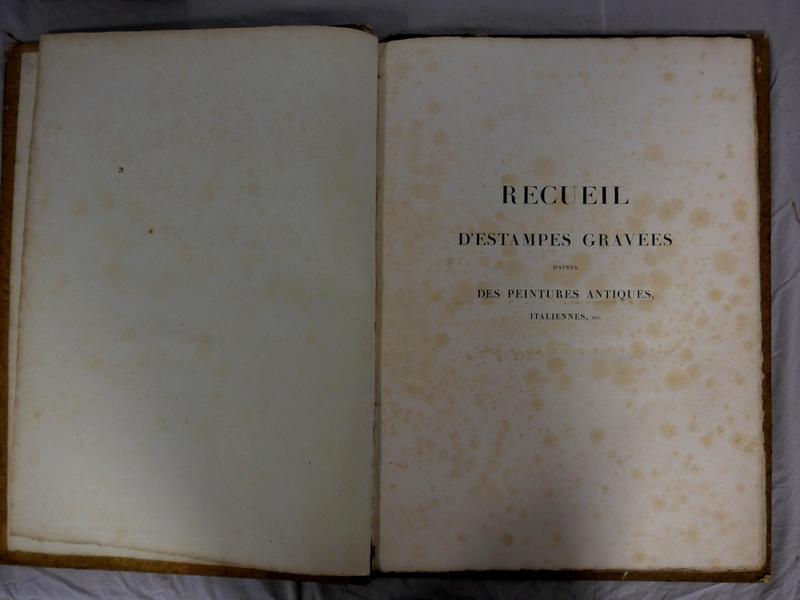 RECUEIL
D'ESTAMPES GRAVÉES
D'APRÈS
DES PEINTURES ANTIQUES,
ITALIENNES, ETC.